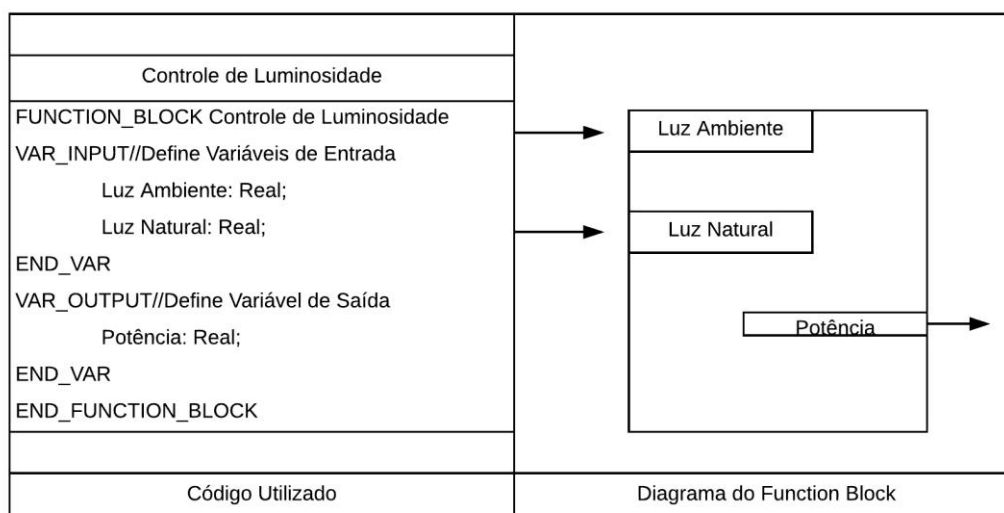 Controle de Luminosidade
FUNCTION_BLOCK Controle de Luminosidade
VAR_INPUT//Define Variáveis de Entrada
Luz Ambiente: Real;
Luz Natural: Real;
END_VAR
VAR_OUTPUT//Define Variável de Saída
Potência: Real;
END_VAR
END_FUNCTION_BLOCK
Código Utilizado
Luz Ambiente
Luz Natural
Potência
Diagrama do Function Block